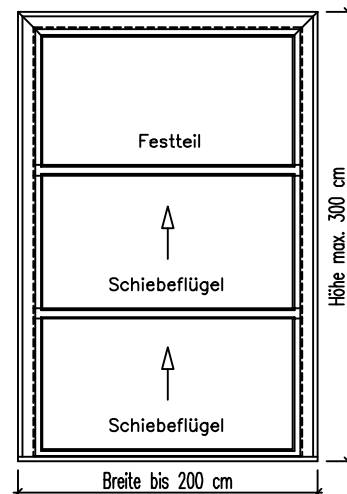 Festteil
Schiebeflügel
Schiebeflügel
Höhe max. 300 cm
Breite bis 200 cm